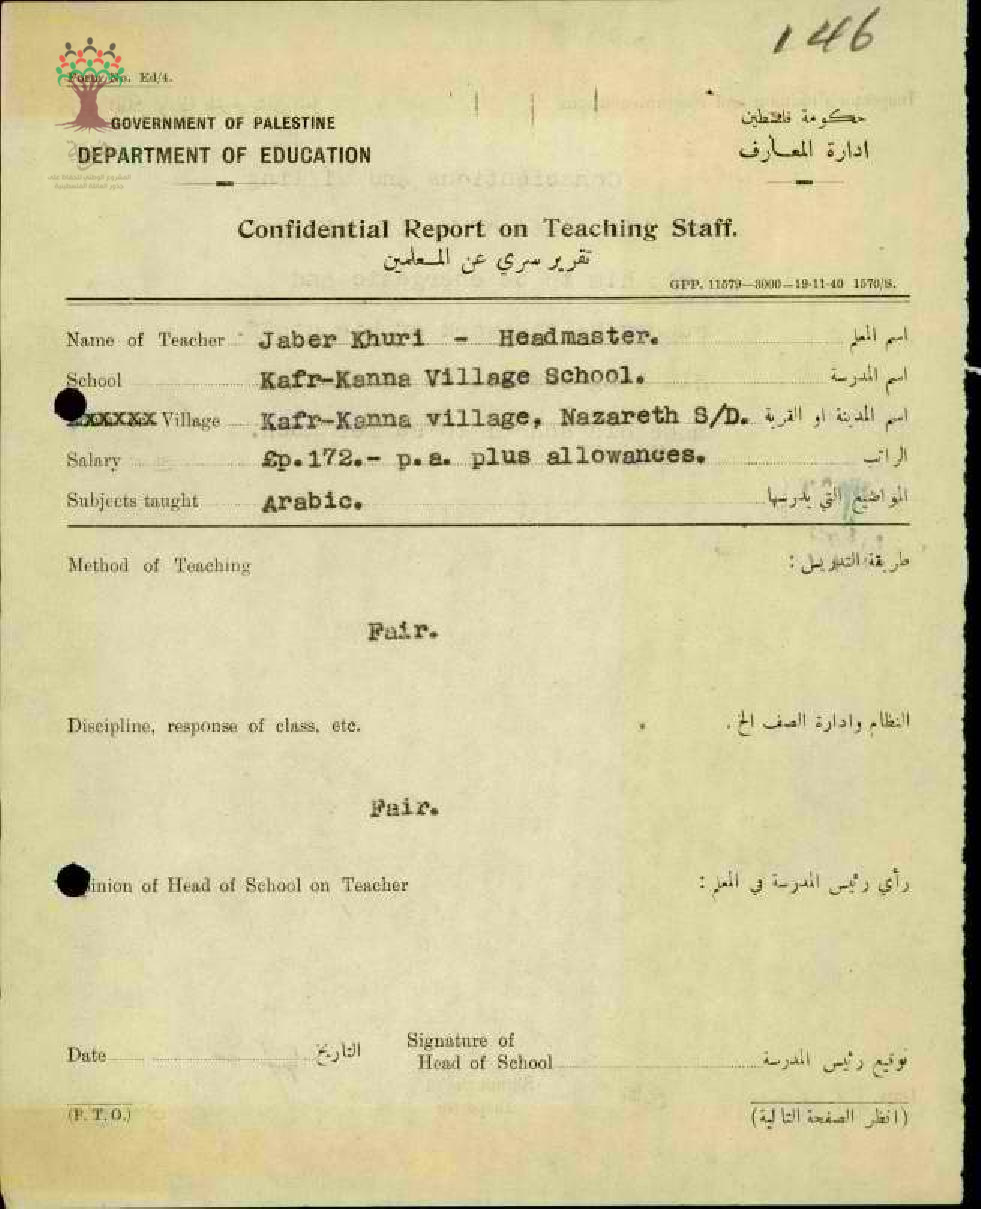 146
Form No. Ed/4.
GOVERNMENT OF PALESTINE
حكومة فلسطين
DEPARTMENT OF EDUCATION
ادارة المعارف
Confidential Report on Teaching Staff.
تقرير سري عن المعلمين
GPP. 11579—3000—19-11-40 1570/S.
Name of Teacher Jaber Khuri - Headmaster. اسم المعلم
School Kafr-Kanna Village School. اسم المدرسة
Village Kafr-Kanna village, Nazareth S/D. اسم المدينة او القرية
Salary £p.172.- p.a. plus allowances. الراتب
Subjects taught Arabic. المواضيع التي يدرسها
Method of Teaching طريقة التدريس :
Fair.
Discipline, response of class, etc. النظام وادارة الصف الخ .
Fair.
inion of Head of School on Teacher رأي رئيس المدرسة في المعلم :
Date التاريخ Signature of Head of School توقيع رئيس المدرسة
(P. T. O.) (انظر الصفحة التالية)